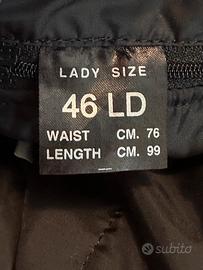 LADY SIZE
46 LD
WAIST CM. 76
LENGTH CM. 99
subito